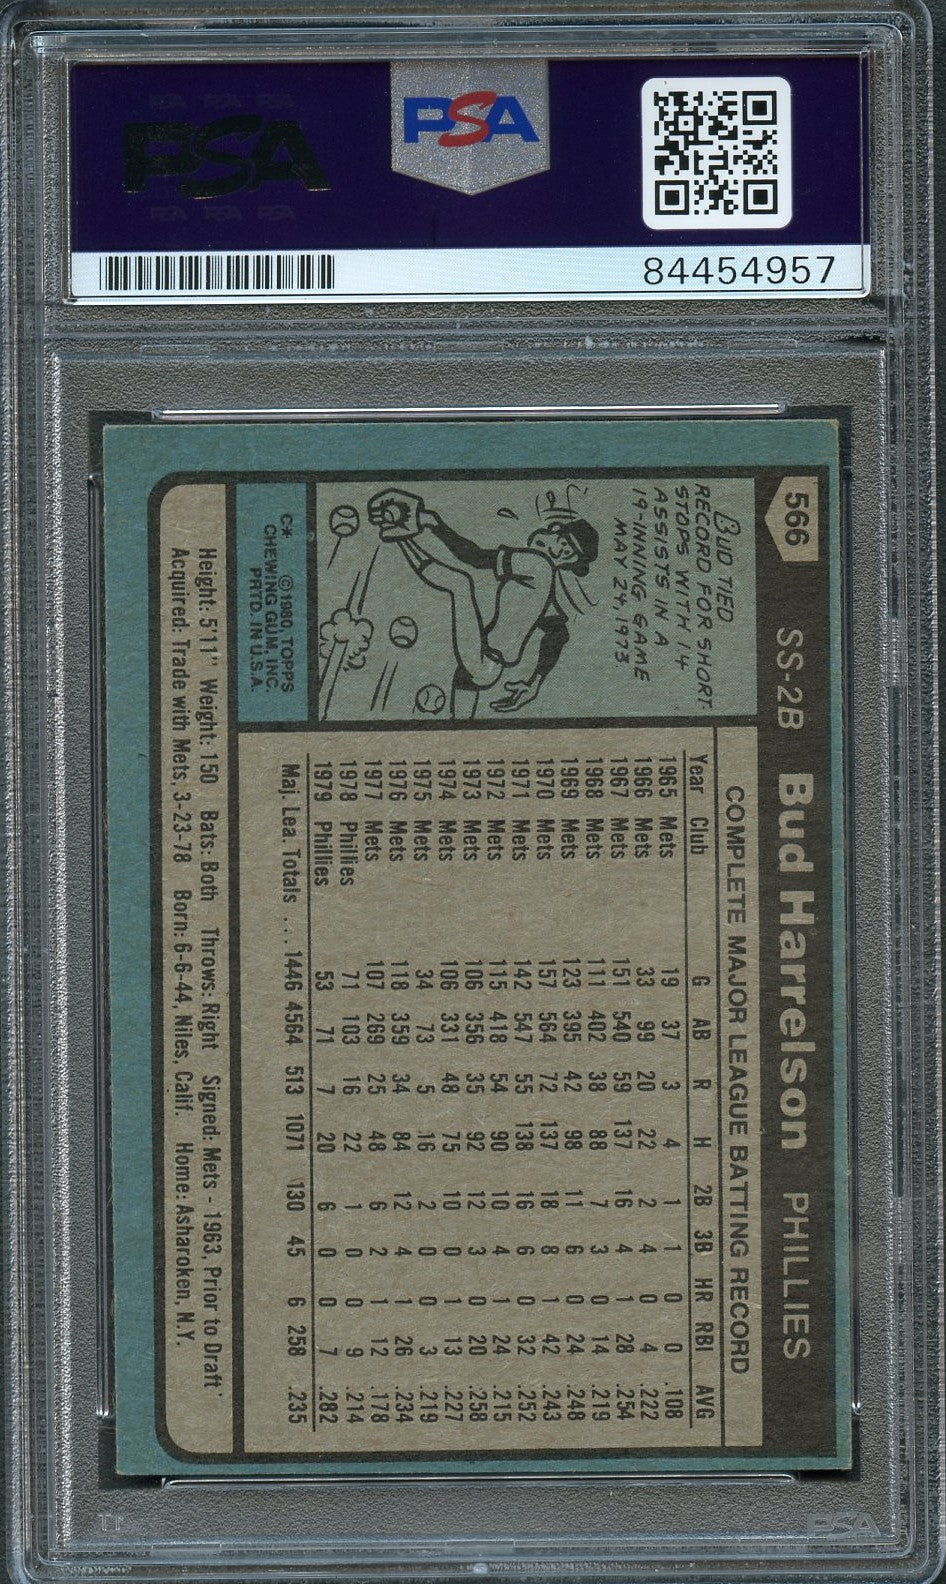 PSA
PSA
84454957
566 SS-2B Bud Harrelson PHILLIES
BUD TIED
RECORD FOR SHORT
STOPS WITH 14
ASSISTS IN A
19-INNING GAME
MAY 24, 1973
C* ©1980, TOPPS
CHEWING GUM, INC.
PRTD. IN U.S.A.
COMPLETE MAJOR LEAGUE BATTING RECORD
Year Club G AB R H 2B 3B HR RBI AVG
1965 Mets 19 37 3 4 1 1 0 0 .108
1966 Mets 33 99 20 22 2 4 0 4 .222
1967 Mets 151 540 59 137 16 4 1 28 .254
1968 Mets 111 402 38 88 7 3 0 14 .219
1969 Mets 123 395 42 98 11 6 0 24 .248
1970 Mets 157 564 72 137 18 8 1 42 .243
1971 Mets 142 547 55 138 16 6 0 32 .252
1972 Mets 115 418 54 90 10 4 1 24 .215
1973 Mets 106 356 35 92 12 3 0 20 .258
1974 Mets 106 331 48 75 10 0 1 13 .227
1975 Mets 34 73 5 16 2 0 0 3 .219
1976 Mets 118 359 34 84 12 4 1 26 .234
1977 Mets 107 269 25 48 6 2 1 12 .178
1978 Phillies 71 103 16 22 1 0 0 9 .214
1979 Phillies 53 71 7 20 6 0 0 7 .282
Maj. Lea. Totals ... 1446 4564 513 1071 130 45 6 258 .235
Height: 5'11" Weight: 150 Bats: Both Throws: Right Signed: Mets - 1963, Prior to Draft
Acquired: Trade with Mets, 3-23-78 Born: 6-6-44, Niles, Calif. Home: Asharoken, N.Y.
PSA